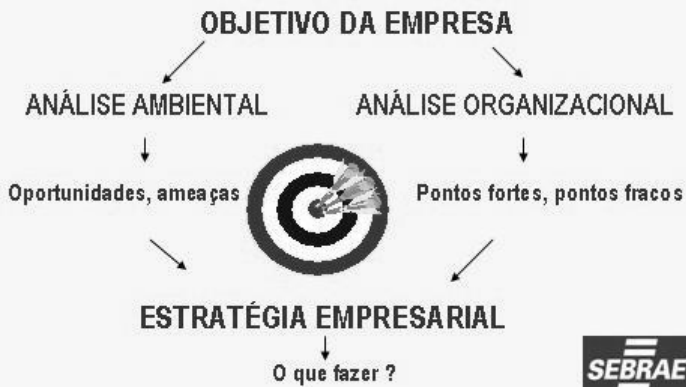 OBJETIVO DA EMPRESA
ANÁLISE AMBIENTAL
ANÁLISE ORGANIZACIONAL
Oportunidades, ameaças
Pontos fortes, pontos fracos
ESTRATÉGIA EMPRESARIAL
O que fazer ?
SEBRAE